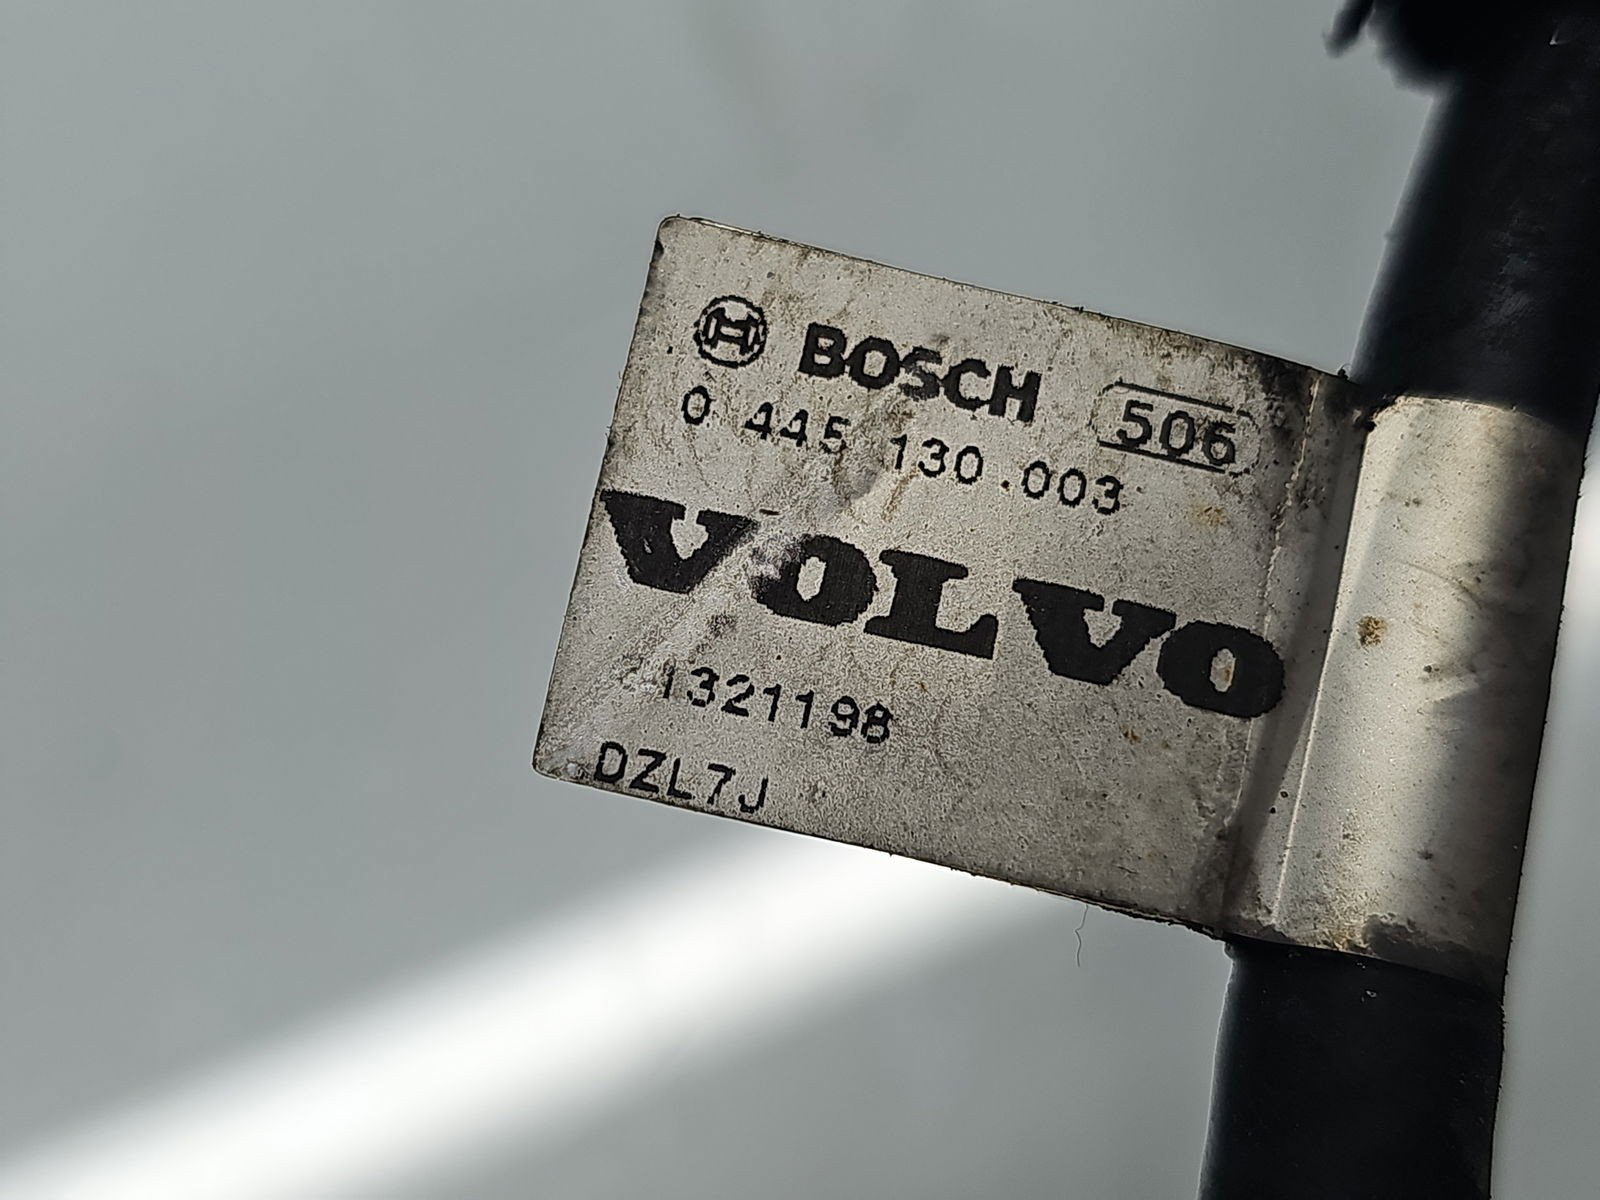 BOSCH 506
0 445 130.003
VOLVO
1321198
DZL7J